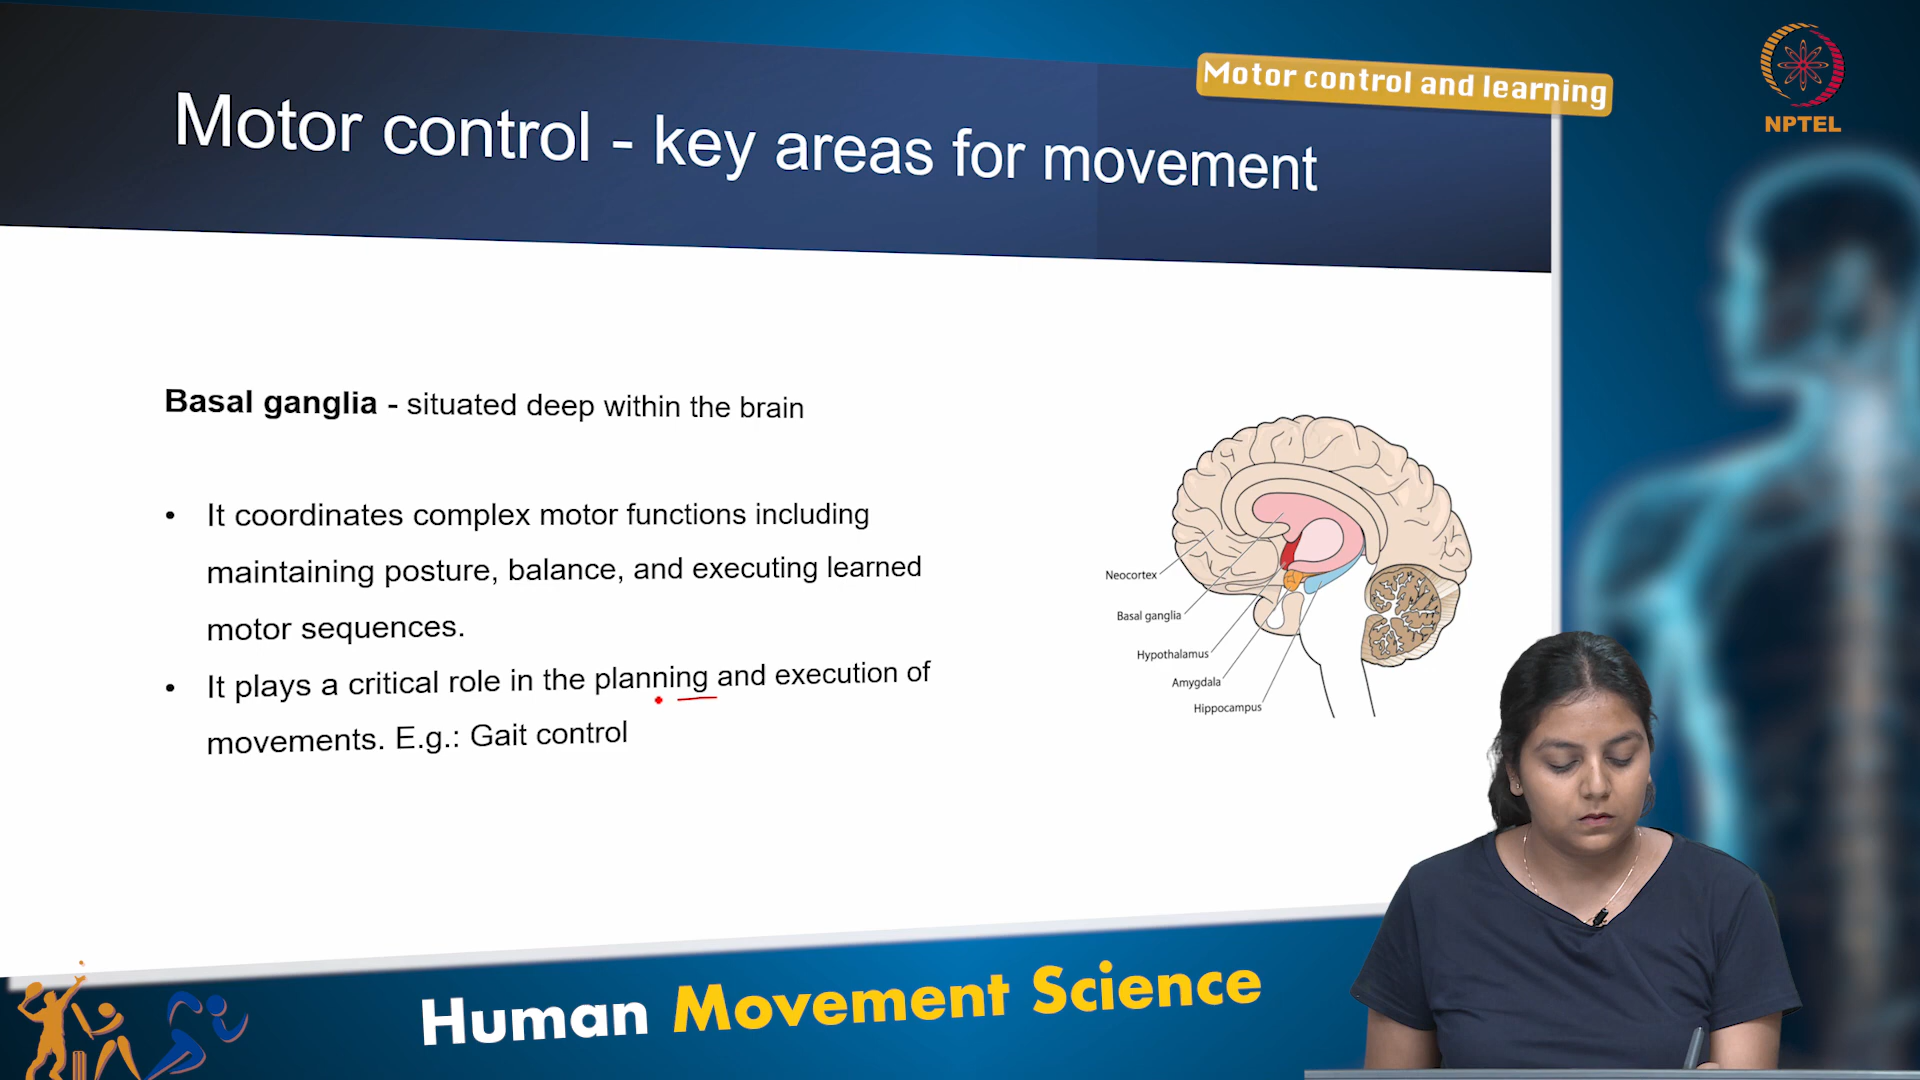 Motor control and learning
NPTEL
Motor control - key areas for movement
Basal ganglia - situated deep within the brain
• It coordinates complex motor functions including
maintaining posture, balance, and executing learned
motor sequences.
• It plays a critical role in the planning and execution of
movements. E.g.: Gait control
Neocortex
Basal ganglia
Hypothalamus
Amygdala
Hippocampus
Human Movement Science